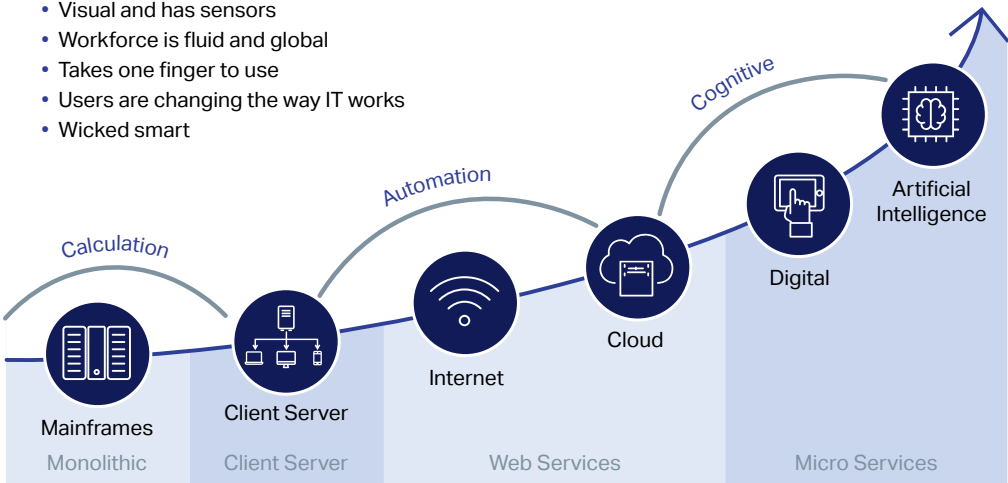 • Visual and has sensors
• Workforce is fluid and global
• Takes one finger to use
• Users are changing the way IT works
• Wicked smart
Calculation
Automation
Cognitive
Mainframes
Client Server
Internet
Cloud
Digital
Artificial
Intelligence
Monolithic
Client Server
Web Services
Micro Services